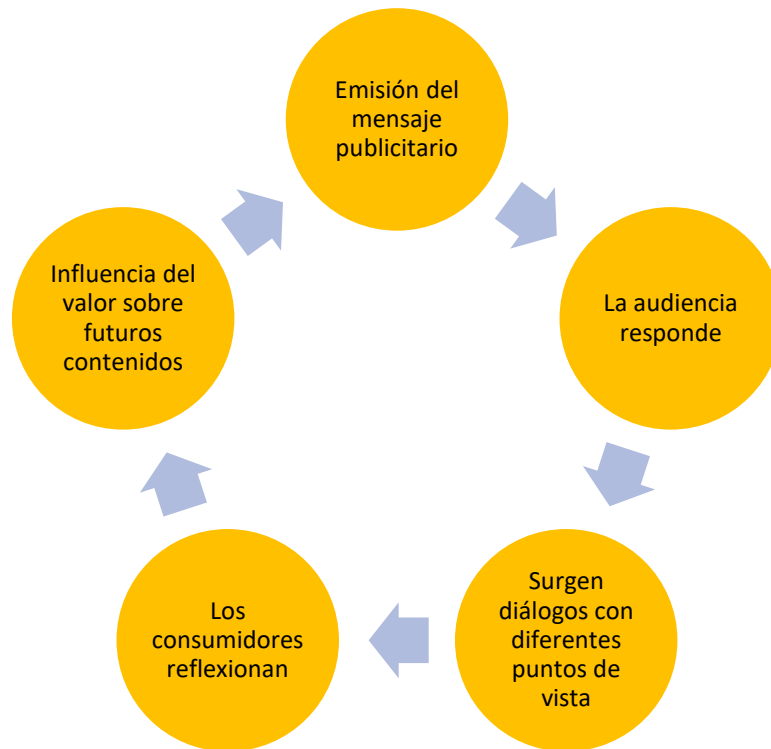 Emisión del
mensaje
publicitario
La audiencia
responde
Surgen
diálogos con
diferentes
puntos de
vista
Los
consumidores
reflexionan
Influencia del
valor sobre
futuros
contenidos